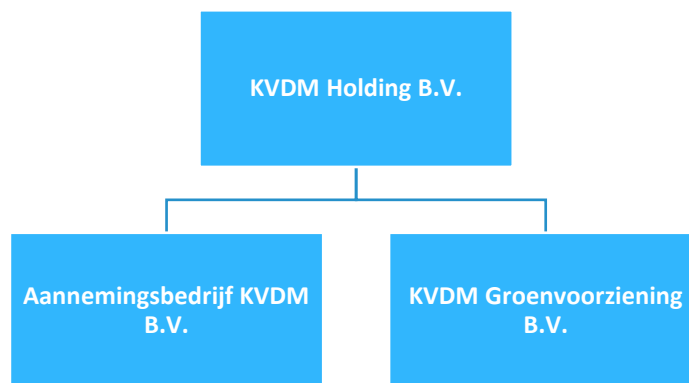 KVDM Holding B.V.
Aannemingsbedrijf KVDM
B.V.
KVDM Groenvoorziening
B.V.